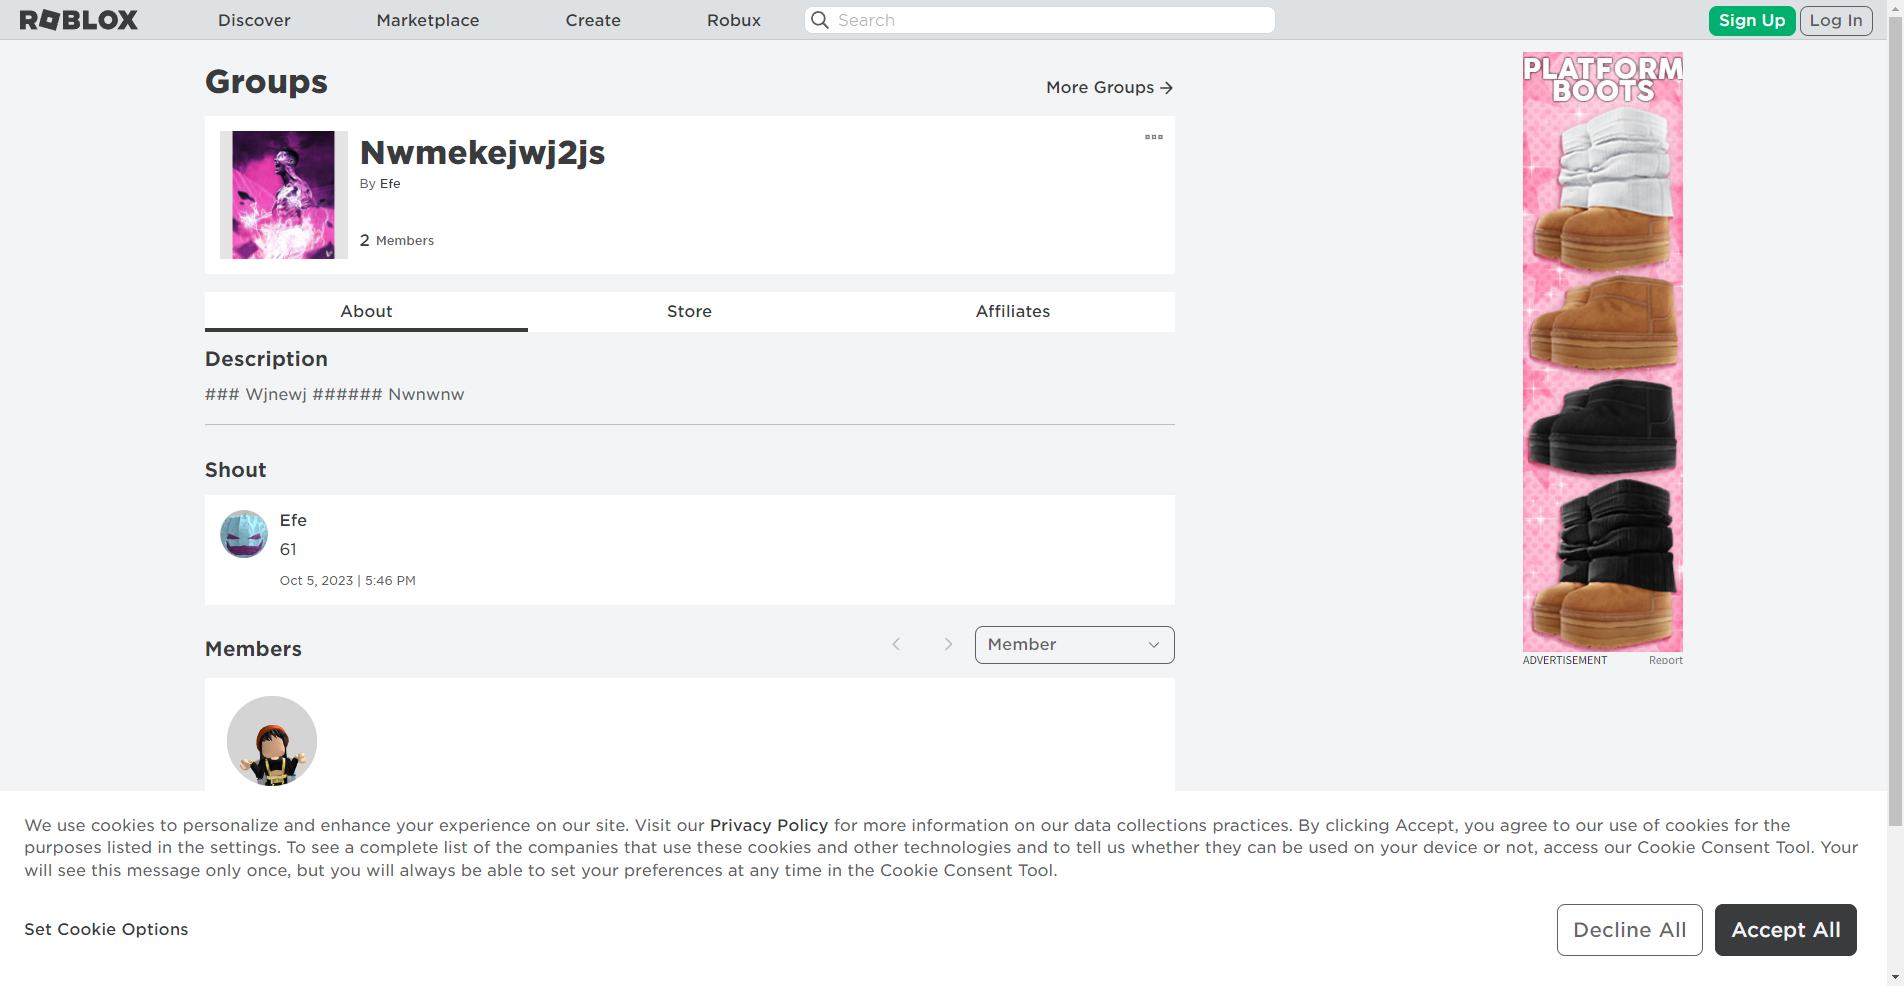 ROBLOX
Discover
Marketplace
Create
Robux
Search
Sign Up
Log In
Groups
More Groups →
Nwmekejwj2js
By Efe
2 Members
About
Store
Affiliates
Description
### Wjnewj ###### Nwnwnw
Shout
Efe
61
Oct 5, 2023 | 5:46 PM
Members
Member
PLATFORM
BOOTS
ADVERTISEMENT
Report
We use cookies to personalize and enhance your experience on our site. Visit our Privacy Policy for more information on our data collections practices. By clicking Accept, you agree to our use of cookies for the
purposes listed in the settings. To see a complete list of the companies that use these cookies and other technologies and to tell us whether they can be used on your device or not, access our Cookie Consent Tool. Your
will see this message only once, but you will always be able to set your preferences at any time in the Cookie Consent Tool.
Set Cookie Options
Decline All
Accept All